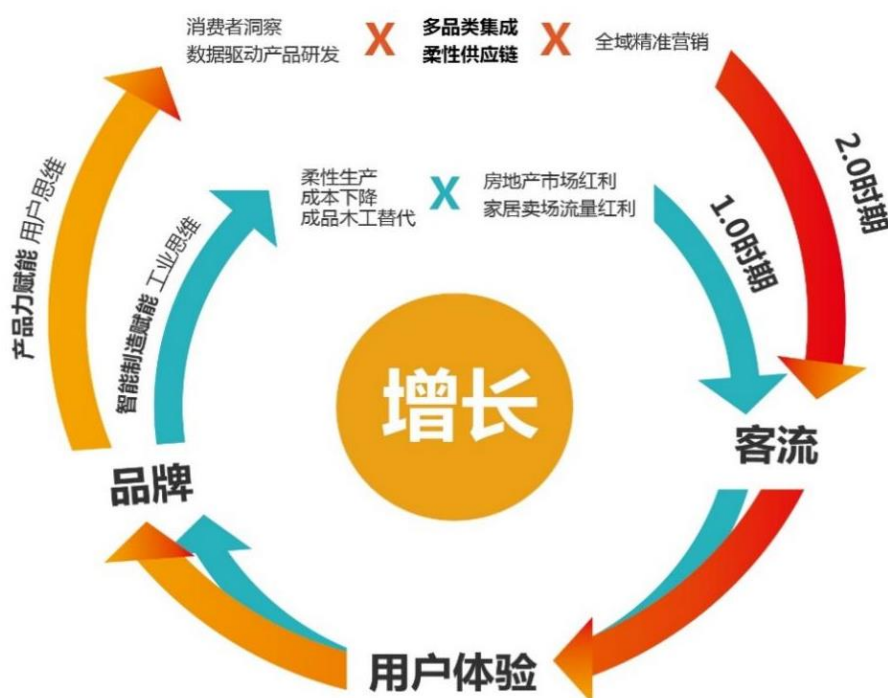 消费者洞察
数据驱动产品研发
X
多品类集成
柔性供应链
X
全域精准营销
产品力赋能 用户思维
2.0时期
柔性生产
成本下降
成品木工替代
X
房地产市场红利
家居卖场流量红利
智能制造赋能 工业思维
1.0时期
增长
品牌
客流
用户体验